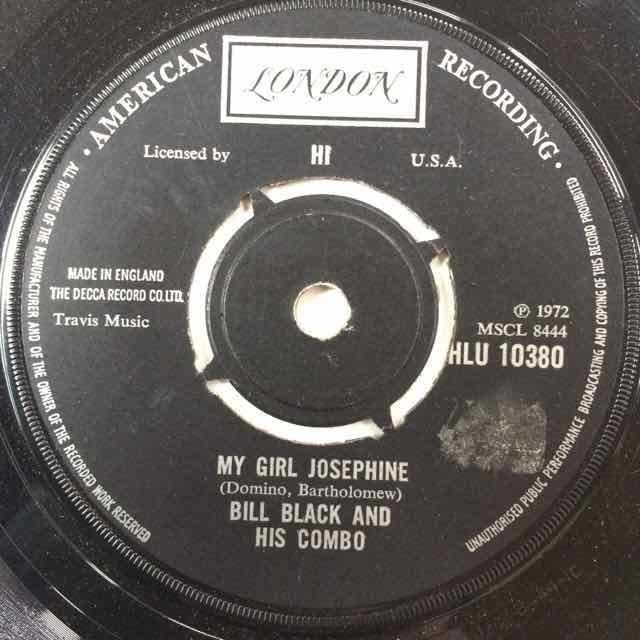 · AMERICAN RECORDING ·
LONDON
Licensed by HI U.S.A.
MADE IN ENGLAND
THE DECCA RECORD CO. LTD.
Travis Music
℗ 1972
MSCL 8444
HLU 10380
MY GIRL JOSEPHINE
(Domino, Bartholomew)
BILL BLACK AND
HIS COMBO
ALL RIGHTS OF THE MANUFACTURER AND OF THE OWNER OF THE RECORDED WORK RESERVED
UNAUTHORISED PUBLIC PERFORMANCE BROADCASTING AND COPYING OF THIS RECORD PROHIBITED